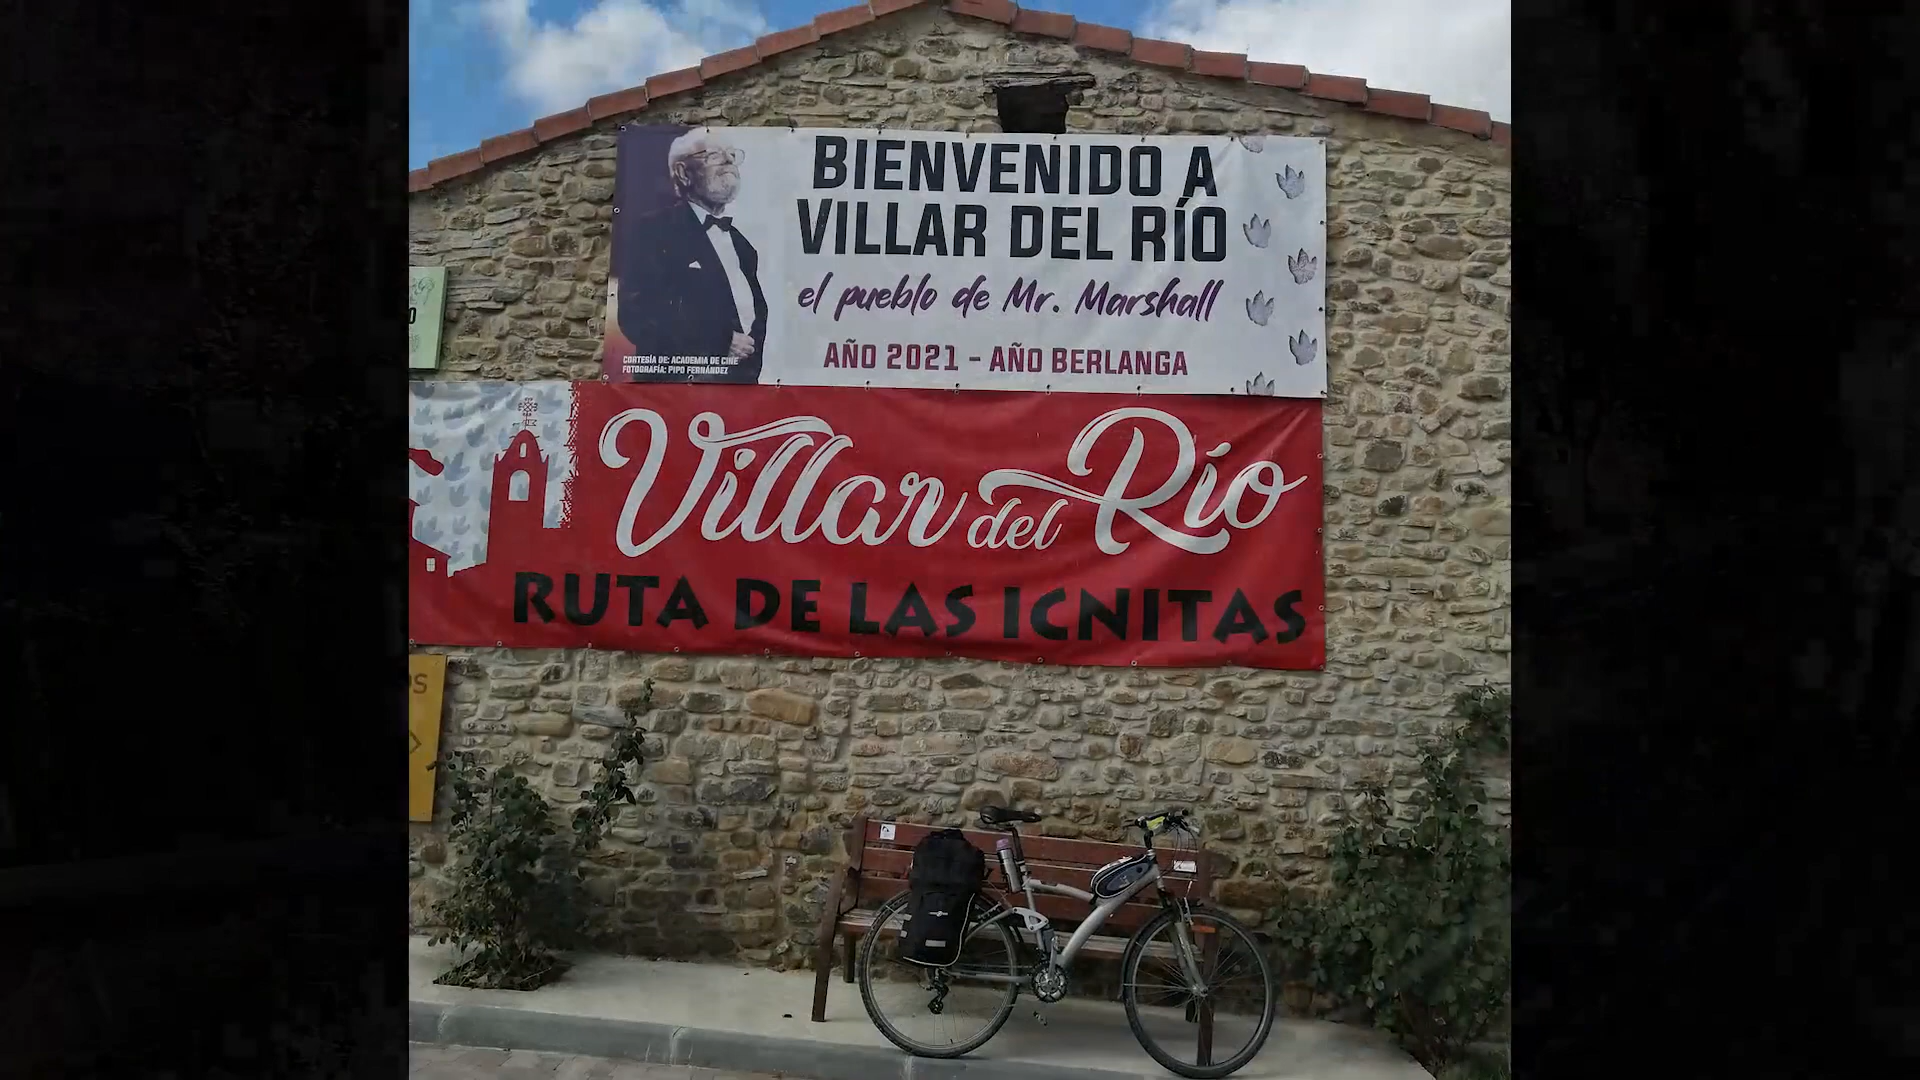 BIENVENIDO A
VILLAR DEL RÍO
el pueblo de Mr. Marshall
AÑO 2021 - AÑO BERLANGA
CORTESÍA DE: ACADEMIA DE CINE
FOTOGRAFÍA: PIPO FERNÁNDEZ
Villar del Río
RUTA DE LAS ICNITAS